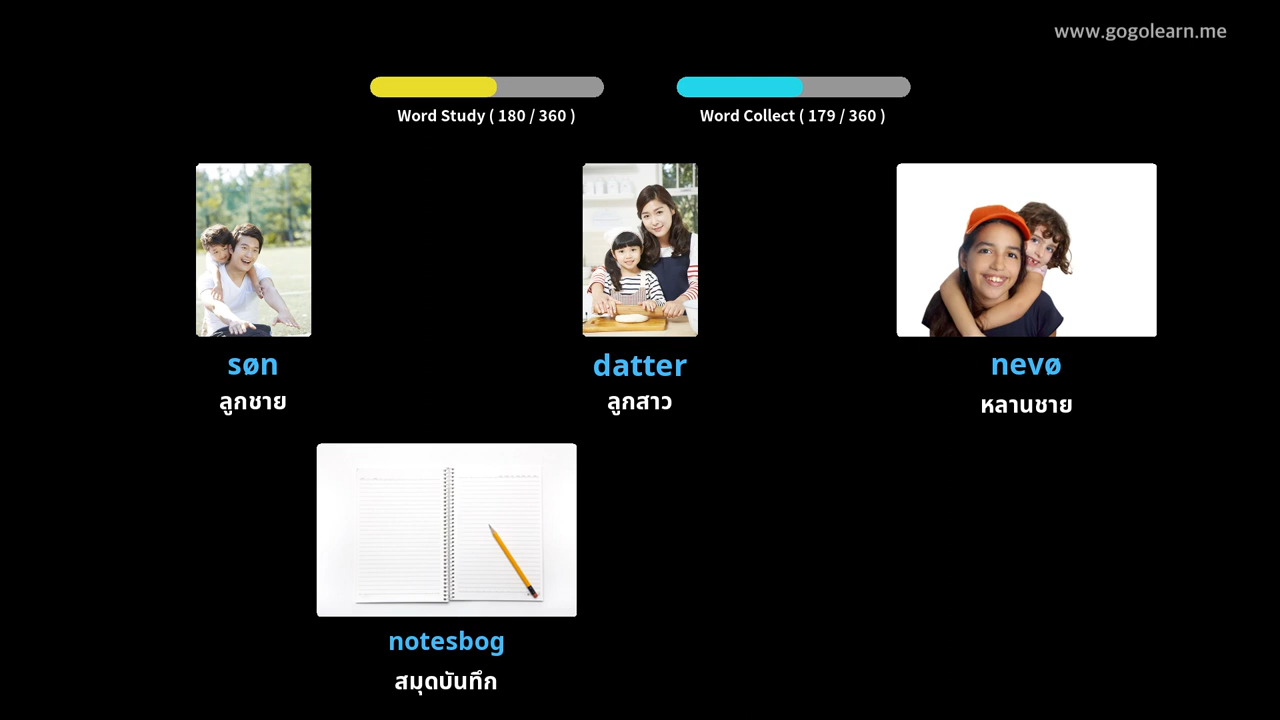 www.gogolearn.me
Word Study ( 180 / 360 )
Word Collect ( 179 / 360 )
søn
datter
nevø
ลูกชาย
ลูกสาว
หลานชาย
notesbog
สมุดบันทึก